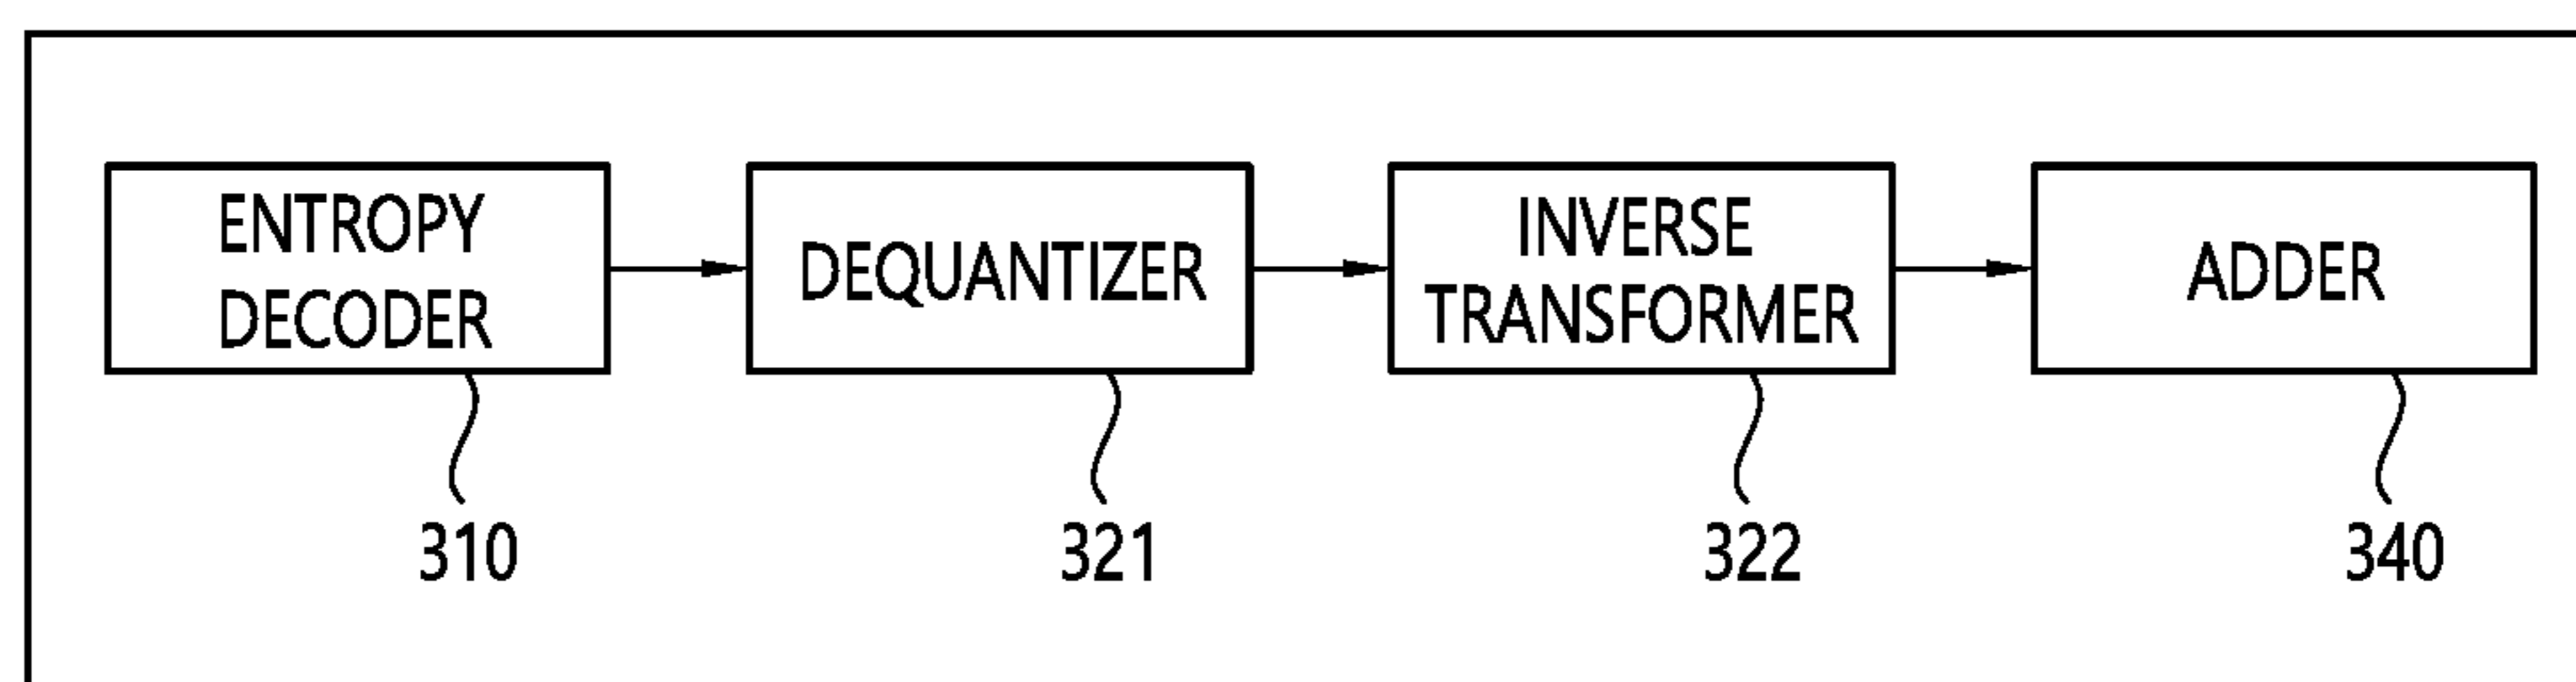 ENTROPY
DECODER
DEQUANTIZER
INVERSE
TRANSFORMER
ADDER
310
321
322
340